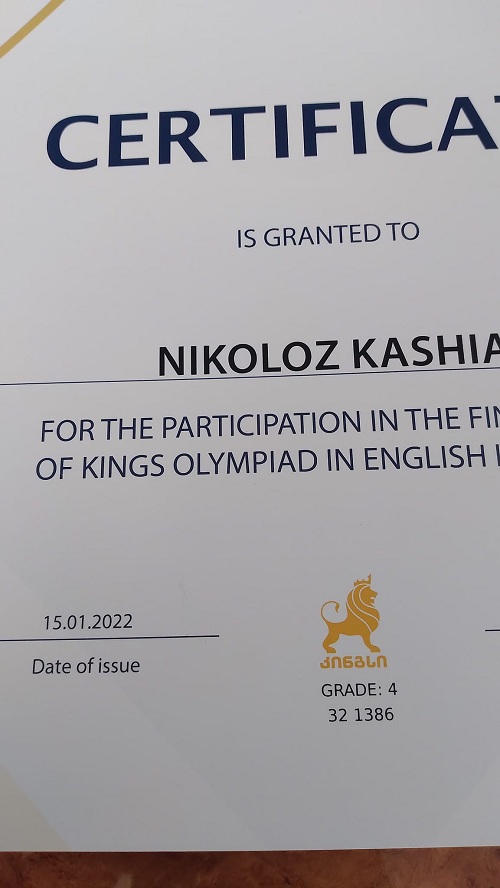 CERTIFICA
IS GRANTED TO
NIKOLOZ KASHIA
FOR THE PARTICIPATION IN THE FIN
OF KINGS OLYMPIAD IN ENGLISH
15.01.2022
Date of issue
კინგსი
GRADE: 4
32 1386